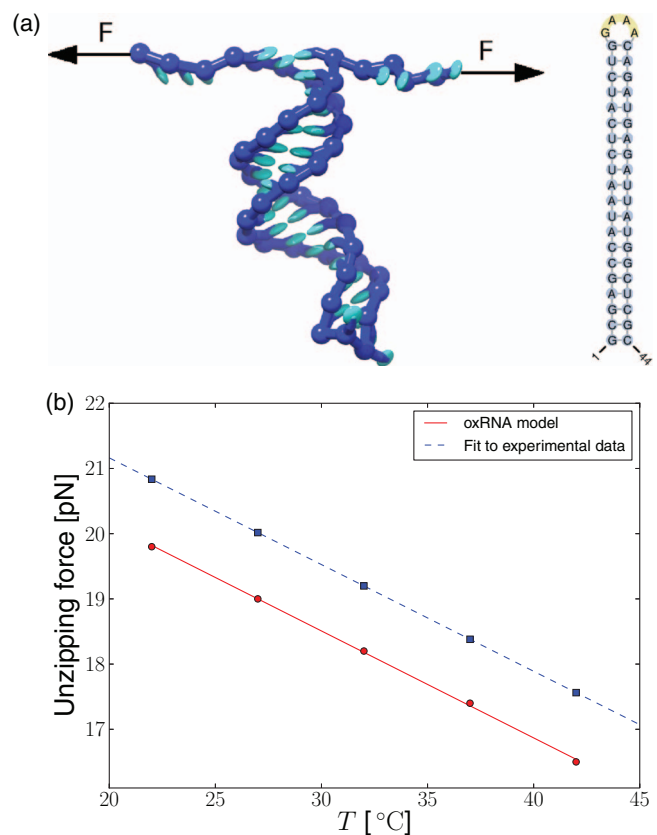 (a)
F
F
1
GCGAGCCAUAAUCUCAUCUGGAAACAGAUGAGAUUAUGGCUCGC
44
(b)
22
21
20
19
18
17
Unzipping force [pN]
oxRNA model
Fit to experimental data
20 25 30 35 40 45
T [°C]